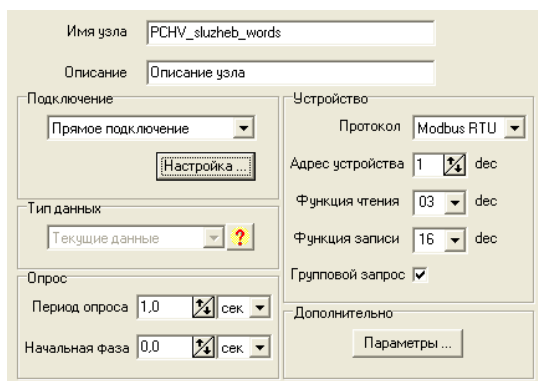 Имя узла PCHV_sluzheb_words
Описание Описание узла
Подключение
Прямое подключение
Настройка ...
Тип данных
Текущие данные ?
Опрос
Период опроса 1,0 сек
Начальная фаза 0,0 сек
Устройство
Протокол Modbus RTU
Адрес устройства 1 dec
Функция чтения 03 dec
Функция записи 16 dec
Групповой запрос
Дополнительно
Параметры ...